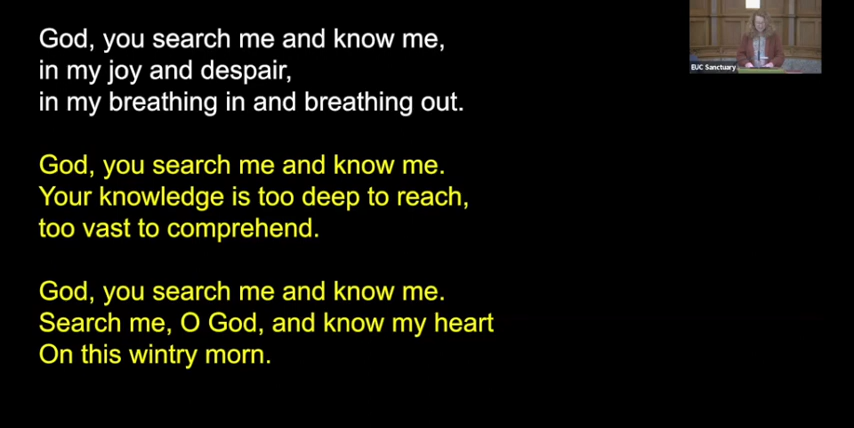 God, you search me and know me,
in my joy and despair,
in my breathing in and breathing out.
God, you search me and know me.
Your knowledge is too deep to reach,
too vast to comprehend.
God, you search me and know me.
Search me, O God, and know my heart
On this wintry morn.
EUC Sanctuary